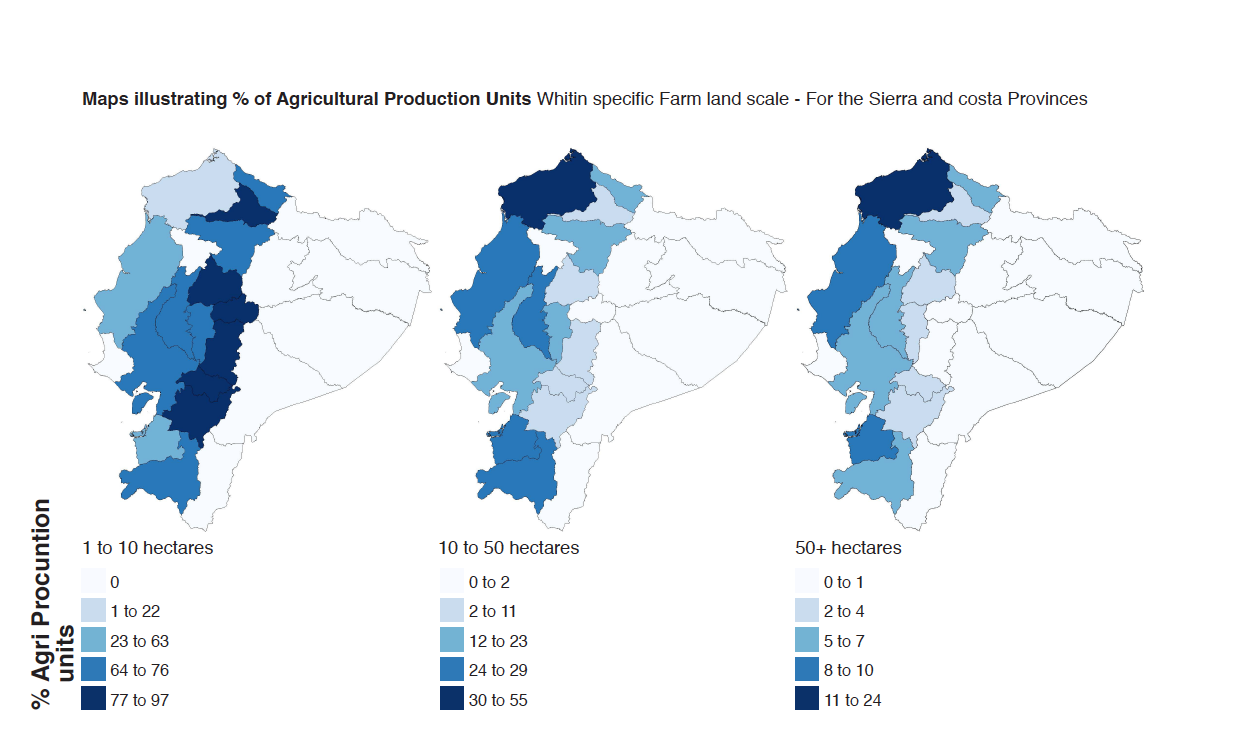 Maps illustrating % of Agricultural Production Units Whitin specific Farm land scale - For the Sierra and costa Provinces
% Agri Procuntion
units
1 to 10 hectares
0
1 to 22
23 to 63
64 to 76
77 to 97
10 to 50 hectares
0 to 2
2 to 11
12 to 23
24 to 29
30 to 55
50+ hectares
0 to 1
2 to 4
5 to 7
8 to 10
11 to 24